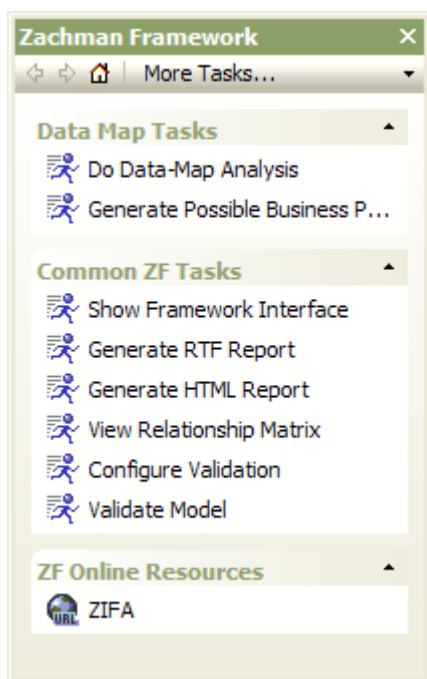 Zachman Framework
More Tasks...
Data Map Tasks
Do Data-Map Analysis
Generate Possible Business P...
Common ZF Tasks
Show Framework Interface
Generate RTF Report
Generate HTML Report
View Relationship Matrix
Configure Validation
Validate Model
ZF Online Resources
URL ZIFA